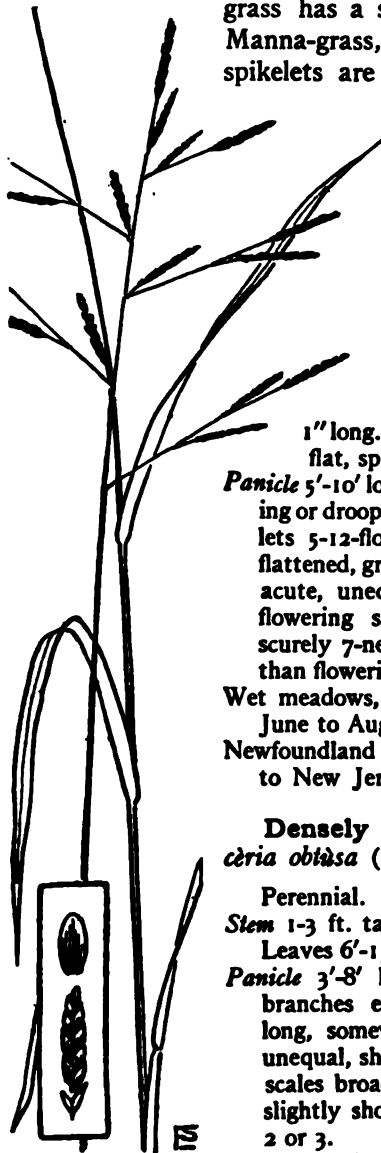 grass has a s
Manna-grass,
spikelets are
1″ long.
flat, sp
Panicle 5′-10′ lo
ing or droop
lets 5-12-flo
flattened, gr
acute, uneq
flowering s
scurely 7-ne
than floweri
Wet meadows,
June to Aug
Newfoundland
to New Jer
Densely
cèria obtùsa (
Perennial.
Stem 1-3 ft. ta
Leaves 6′-1
Panicle 3′-8′ l
branches e
long, somew
unequal, sh
scales broa
slightly sho
2 or 3.